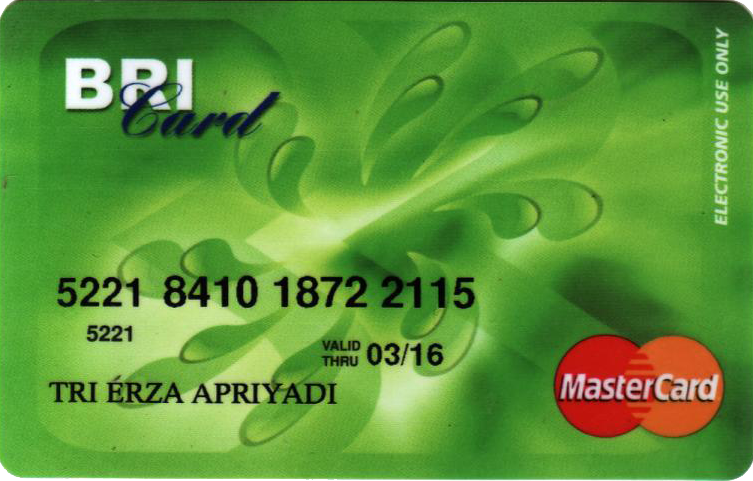 BRI
Card
ELECTRONIC USE ONLY
5221 8410 1872 2115
5221
VALID THRU 03/16
TRI ÉRZA APRIYADI
MasterCard